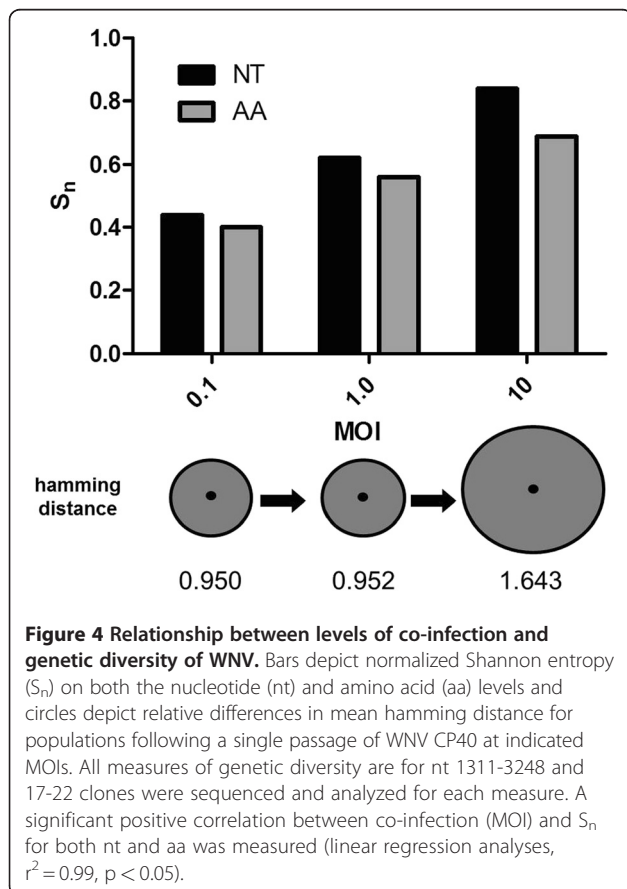 1.0
0.8
0.6
0.4
0.2
0.0
S_n
NT
AA
0.1 1.0 10
MOI
hamming
distance
0.950 0.952 1.643
Figure 4 Relationship between levels of co-infection and
genetic diversity of WNV. Bars depict normalized Shannon entropy
(S_n) on both the nucleotide (nt) and amino acid (aa) levels and
circles depict relative differences in mean hamming distance for
populations following a single passage of WNV CP40 at indicated
MOIs. All measures of genetic diversity are for nt 1311-3248 and
17-22 clones were sequenced and analyzed for each measure. A
significant positive correlation between co-infection (MOI) and S_n
for both nt and aa was measured (linear regression analyses,
r² = 0.99, p < 0.05).